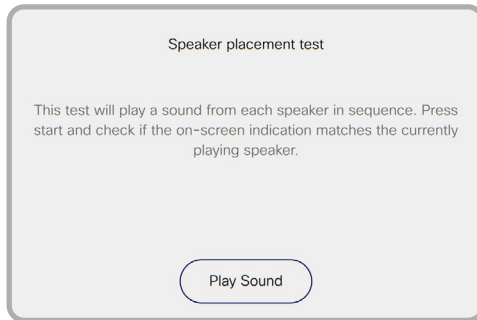 Speaker placement test
This test will play a sound from each speaker in sequence. Press
start and check if the on-screen indication matches the currently
playing speaker.
Play Sound